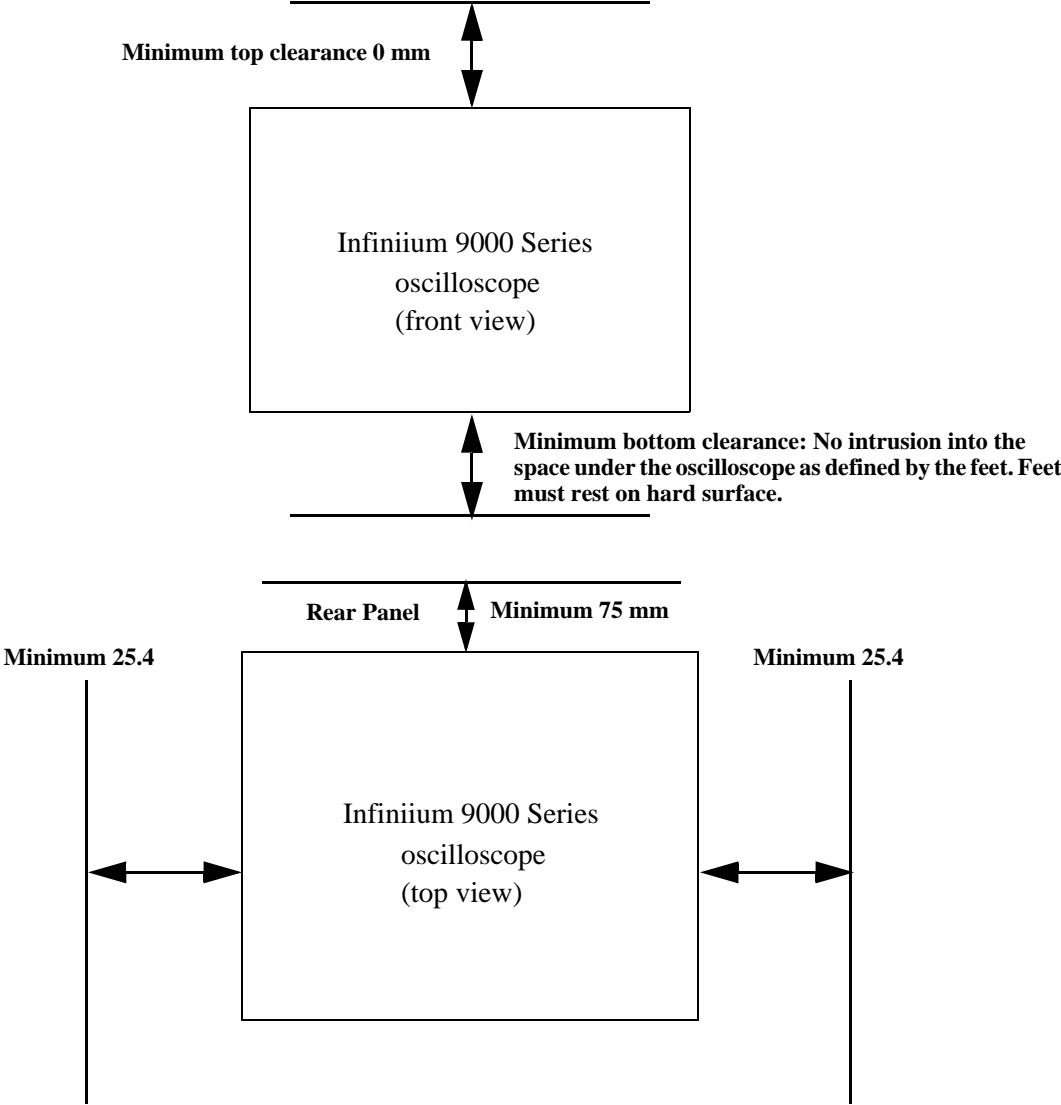 Minimum top clearance 0 mm
Infiniium 9000 Series
oscilloscope
(front view)
Minimum bottom clearance: No intrusion into the
space under the oscilloscope as defined by the feet. Feet
must rest on hard surface.
Rear Panel
Minimum 75 mm
Minimum 25.4
Minimum 25.4
Infiniium 9000 Series
oscilloscope
(top view)